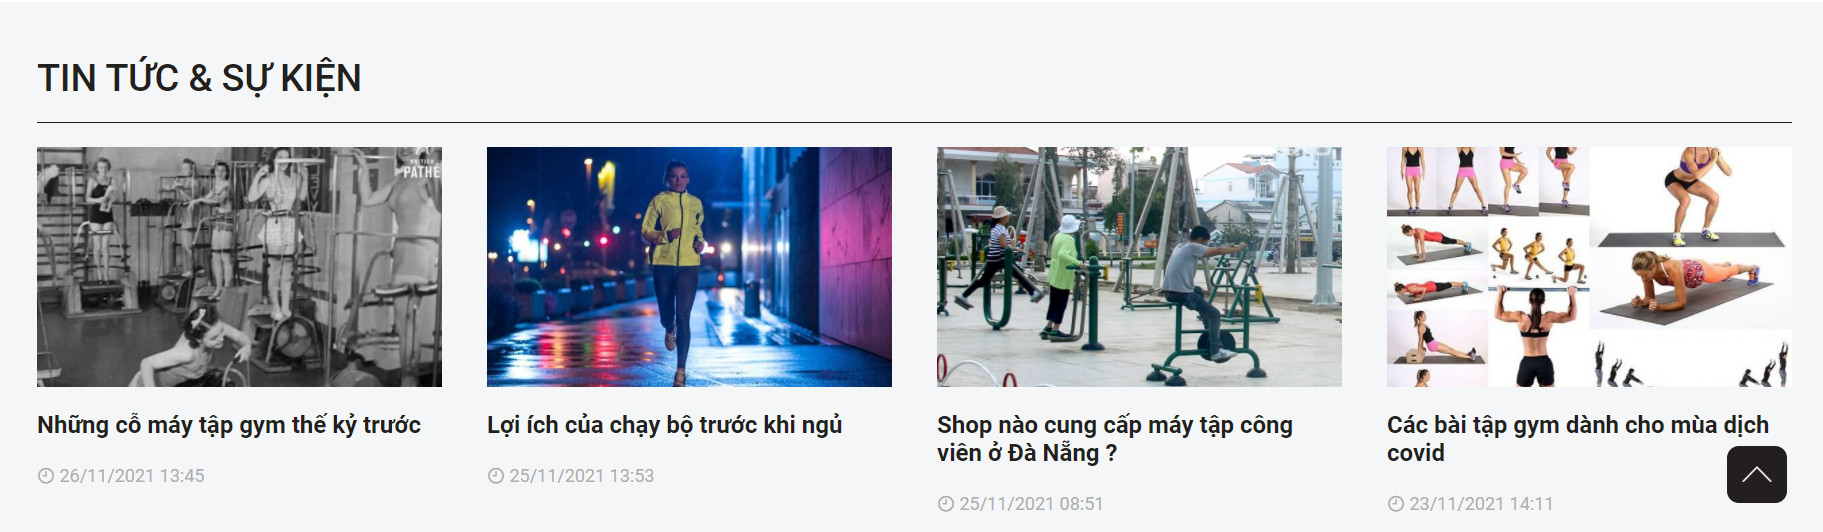 TIN TỨC & SỰ KIỆN
BRITISH
PATHÉ
Những cỗ máy tập gym thế kỷ trước
26/11/2021 13:45
Lợi ích của chạy bộ trước khi ngủ
25/11/2021 13:53
Shop nào cung cấp máy tập công
viên ở Đà Nẵng ?
25/11/2021 08:51
Các bài tập gym dành cho mùa dịch
covid
23/11/2021 14:11